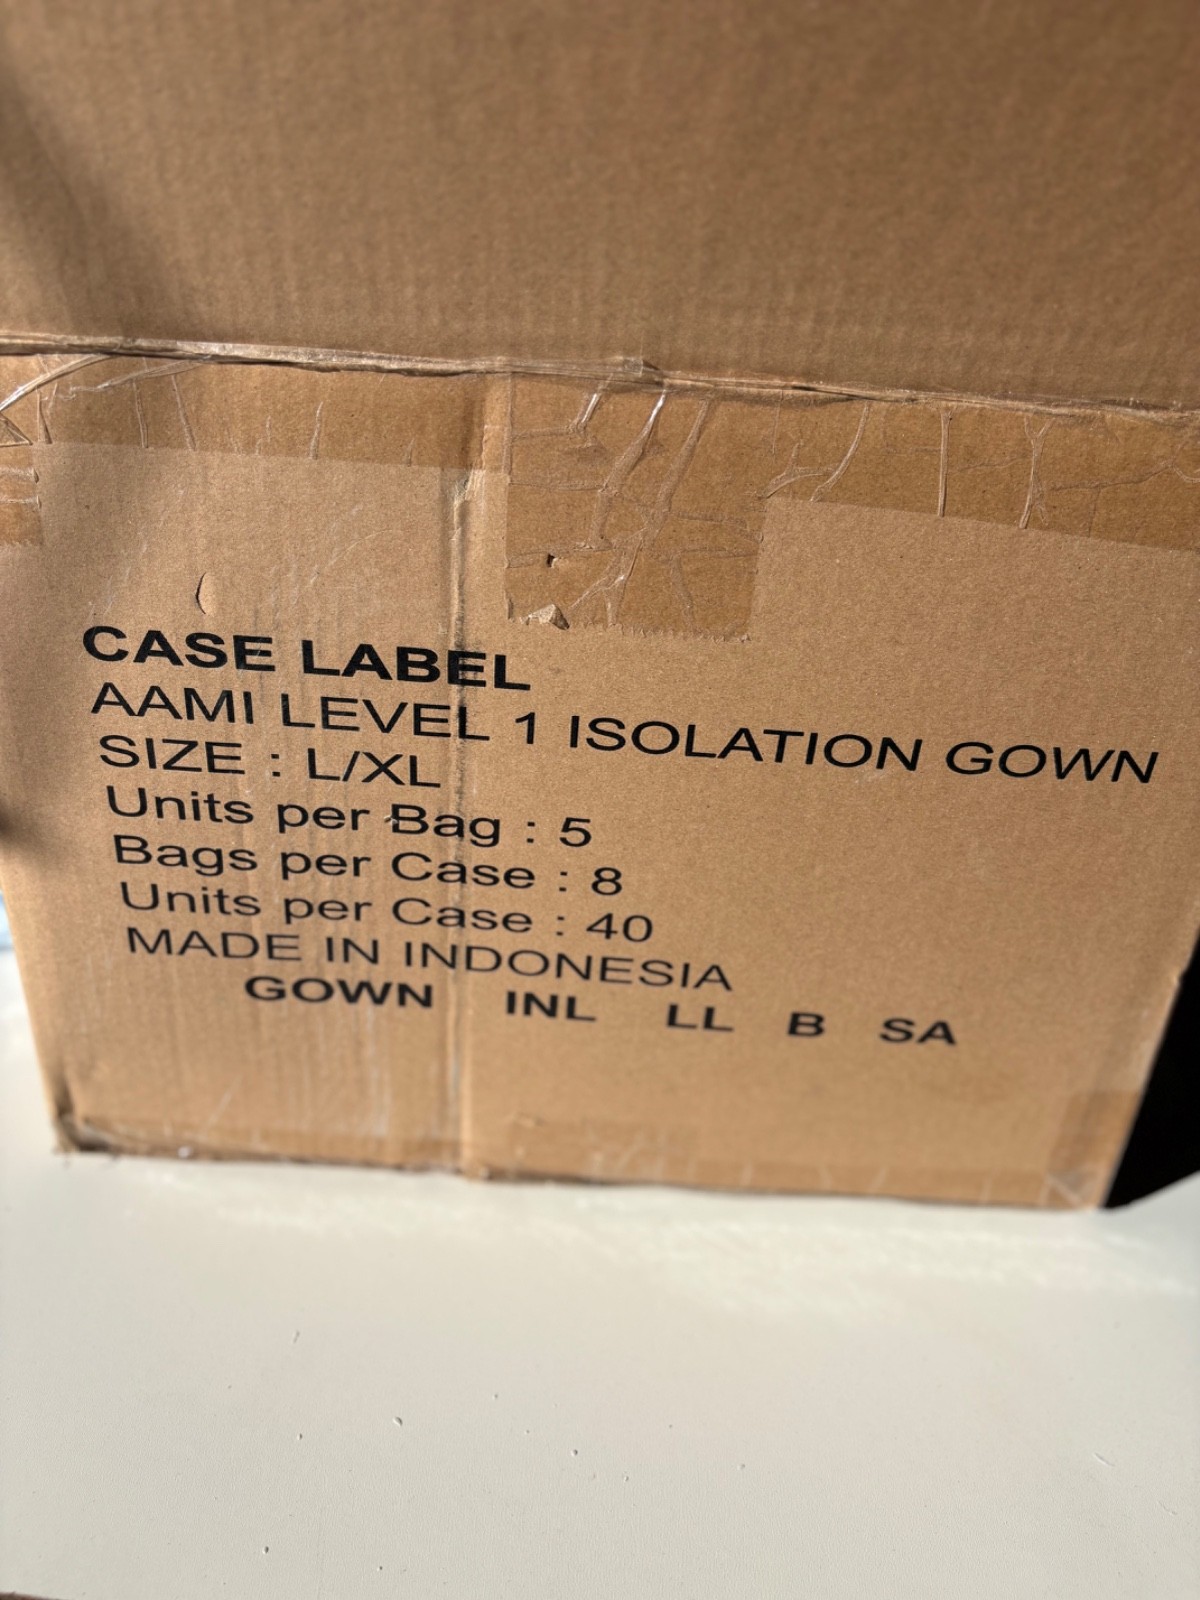 CASE LABEL
AAMI LEVEL 1 ISOLATION GOWN
SIZE : L/XL
Units per Bag : 5
Bags per Case : 8
Units per Case : 40
MADE IN INDONESIA
GOWN INL LL B SA